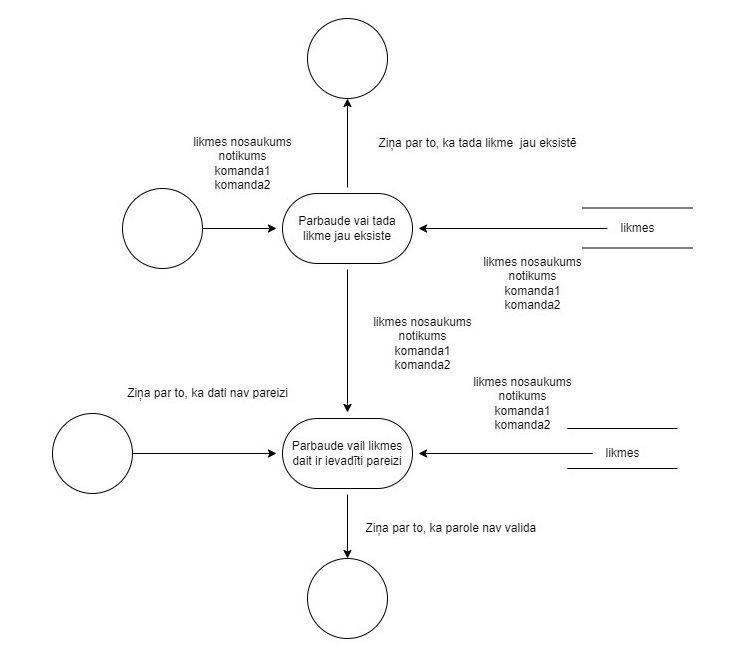 likmes nosaukums
notikums
komanda1
komanda2
Ziņa par to, ka tada likme jau eksistē
Parbaude vai tada
likme jau eksiste
likmes
likmes nosaukums
notikums
komanda1
komanda2
likmes nosaukums
notikums
komanda1
komanda2
likmes nosaukums
notikums
komanda1
komanda2
Ziņa par to, ka dati nav pareizi
Parbaude vail likmes
dait ir ievadīti pareizi
likmes
Ziņa par to, ka parole nav valida